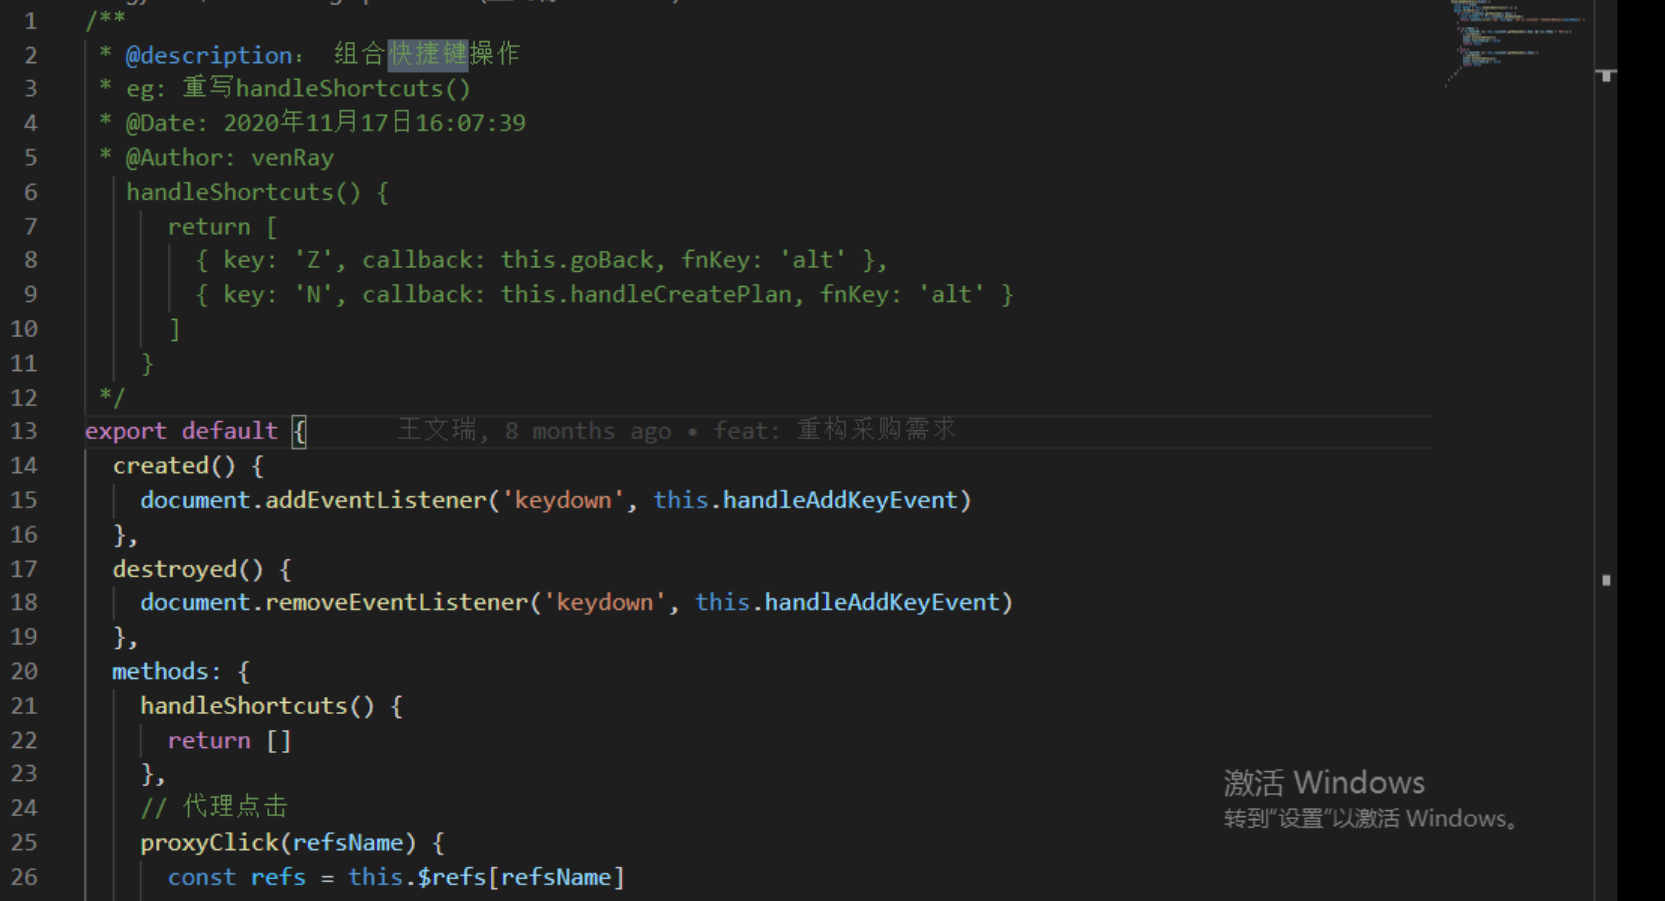 1 /**
2 * @description： 组合快捷键操作
3 * eg: 重写handleShortcuts()
4 * @Date: 2020年11月17日16:07:39
5 * @Author: venRay
6 handleShortcuts() {
7 return [
8 { key: 'Z', callback: this.goBack, fnKey: 'alt' },
9 { key: 'N', callback: this.handleCreatePlan, fnKey: 'alt' }
10 ]
11 }
12 */
13 export default { 王文瑞, 8 months ago • feat: 重构采购需求
14 created() {
15 document.addEventListener('keydown', this.handleAddKeyEvent)
16 },
17 destroyed() {
18 document.removeEventListener('keydown', this.handleAddKeyEvent)
19 },
20 methods: {
21 handleShortcuts() {
22 return []
23 },
24 // 代理点击
25 proxyClick(refsName) {
26 const refs = this.$refs[refsName]
激活 Windows
转到“设置”以激活 Windows。